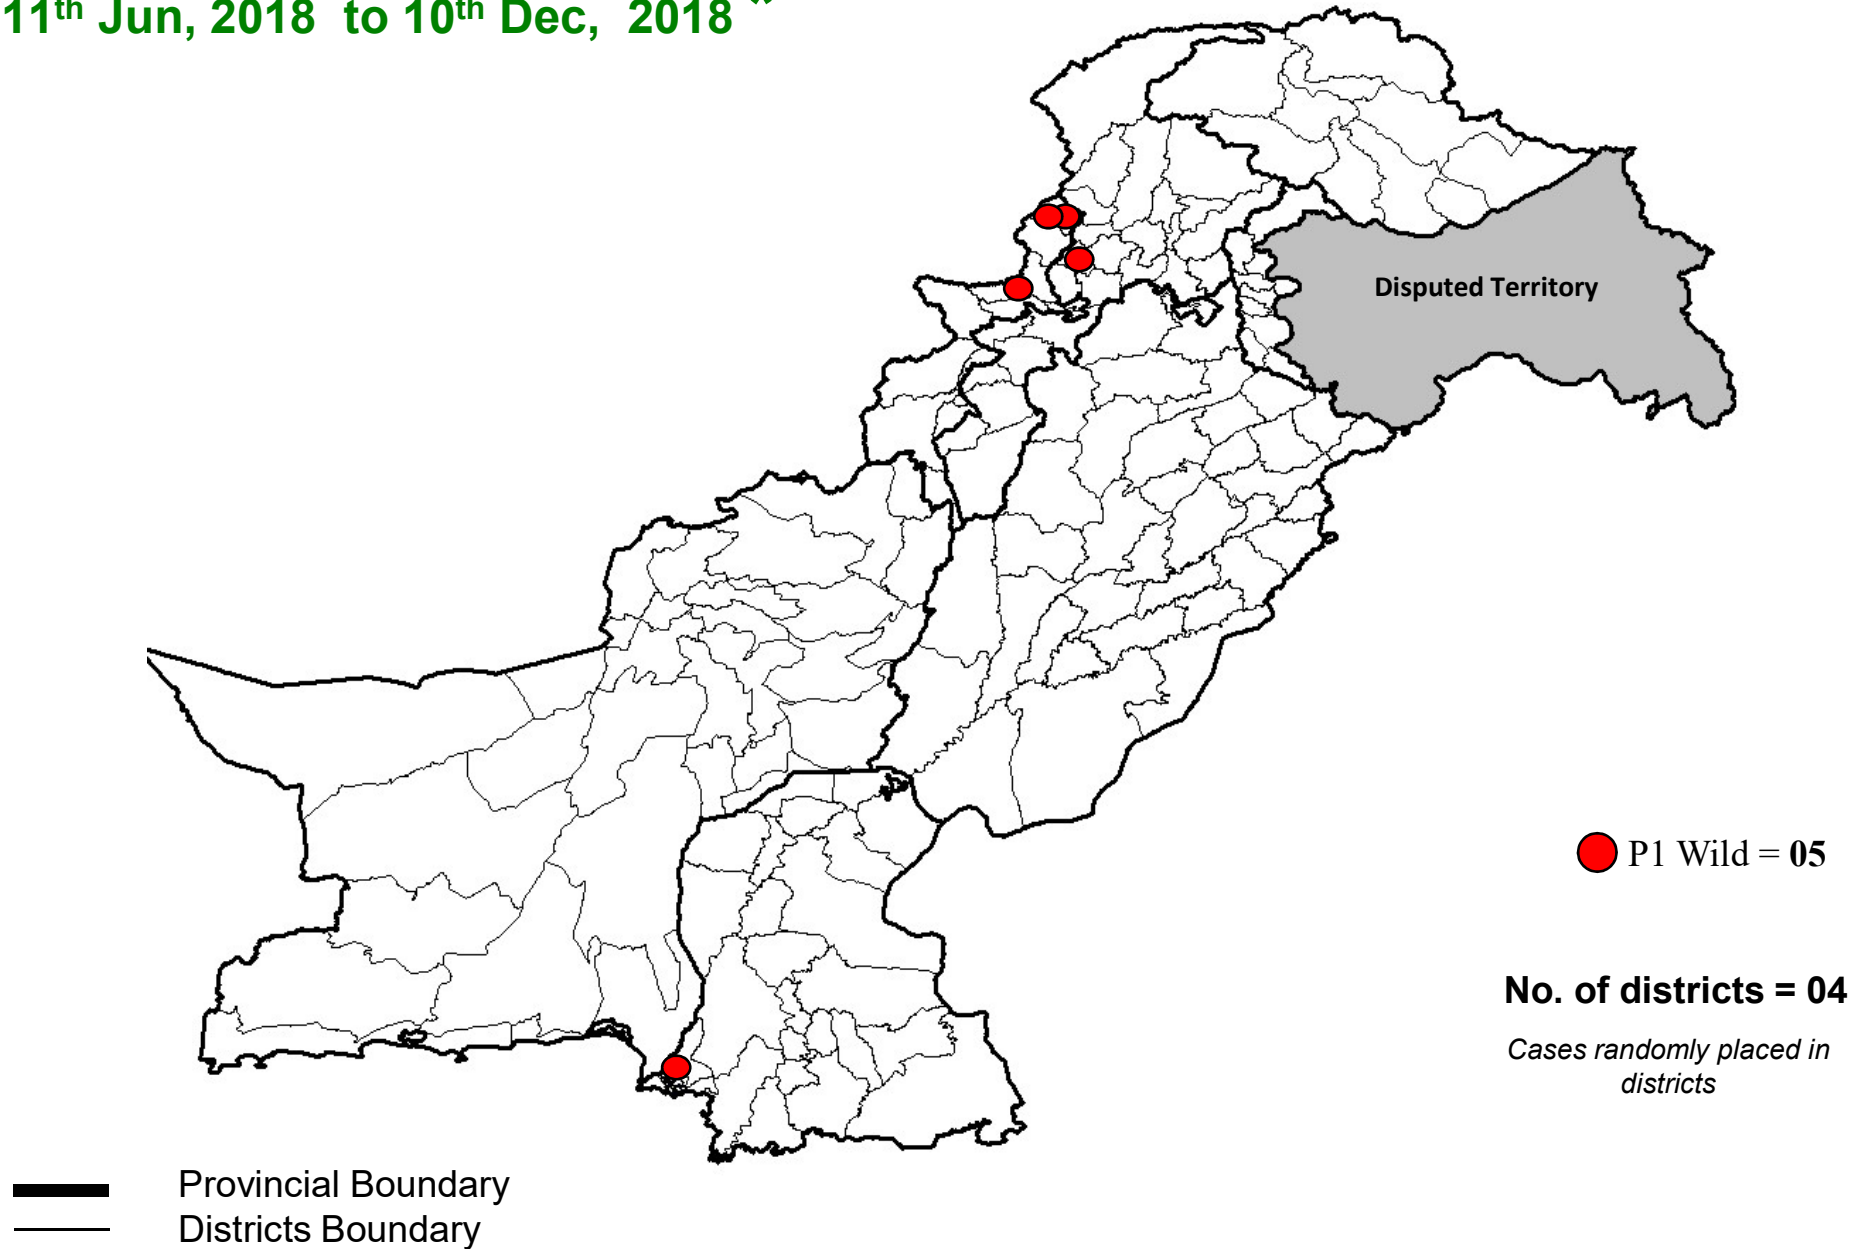 11th Jun, 2018 to 10th Dec, 2018 *
Disputed Territory
P1 Wild = 05
No. of districts = 04
Cases randomly placed in
districts
Provincial Boundary
Districts Boundary